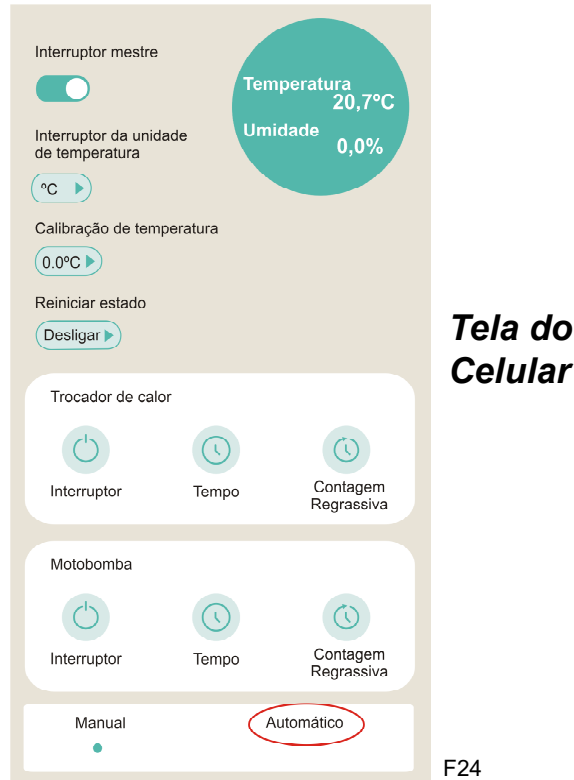 Interruptor mestre
Temperatura
20,7ºC
Umidade
0,0%
Interruptor da unidade
de temperatura
ºC
Calibração de temperatura
0.0ºC
Reiniciar estado
Desligar
Tela do
Celular
Trocador de calor
Interruptor
Tempo
Contagem
Regrassiva
Motobomba
Interruptor
Tempo
Contagem
Regrassiva
Manual
Automático
F24